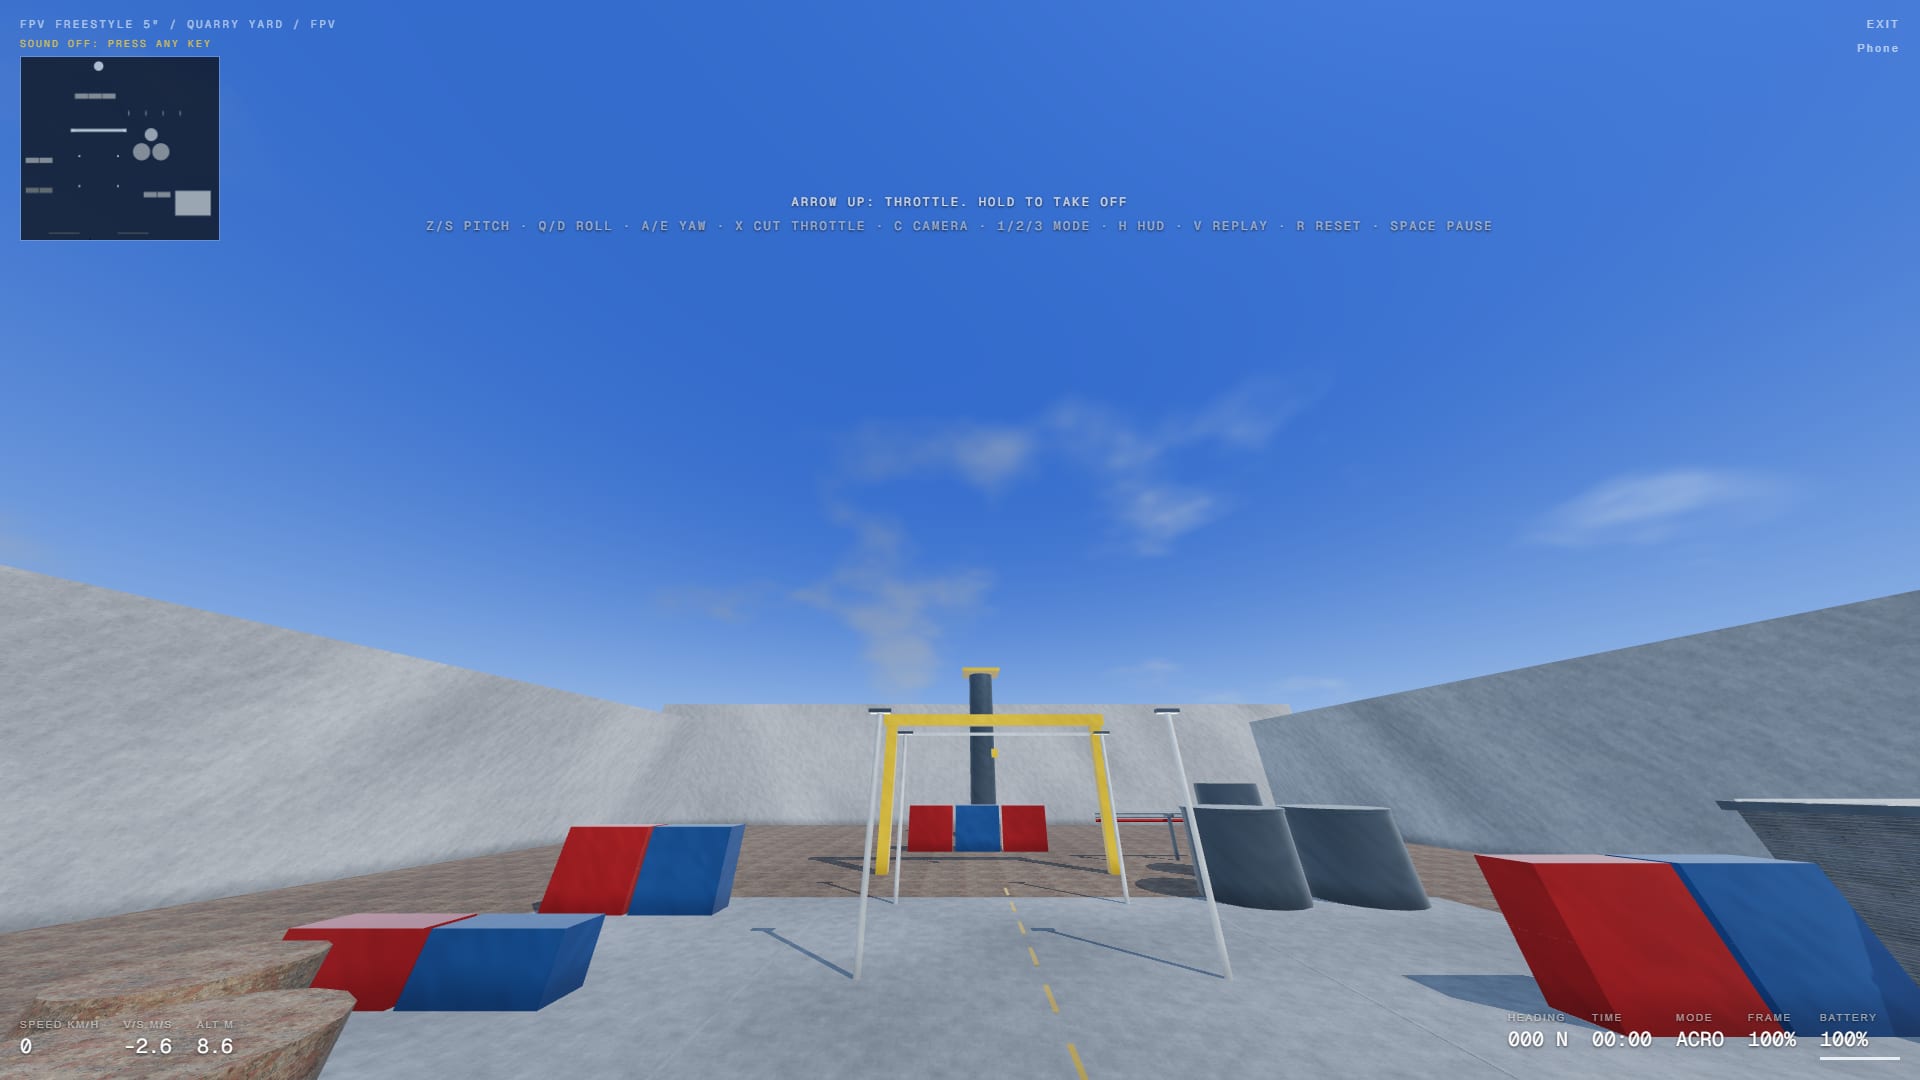 FPV FREESTYLE 5" / QUARRY YARD / FPV
SOUND OFF: PRESS ANY KEY
EXIT
Phone
ARROW UP: THROTTLE. HOLD TO TAKE OFF
Z/S PITCH · Q/D ROLL · A/E YAW · X CUT THROTTLE · C CAMERA · 1/2/3 MODE · H HUD · V REPLAY · R RESET · SPACE PAUSE
SPEED KM/H V/S M/S ALT M
0 -2.6 8.6
HEADING TIME MODE FRAME BATTERY
000 N 00:00 ACRO 100% 100%